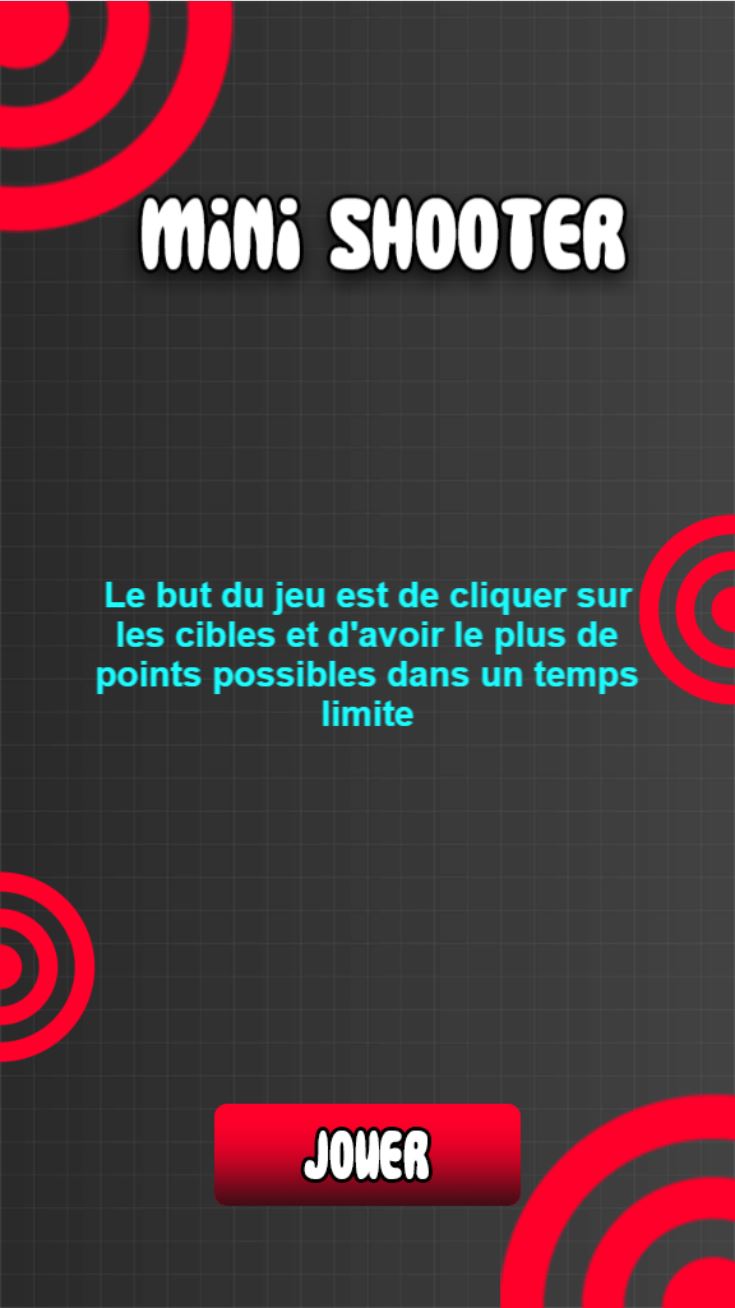 MiNi SHOOTER
Le but du jeu est de cliquer sur
les cibles et d'avoir le plus de
points possibles dans un temps
limite
JOUER